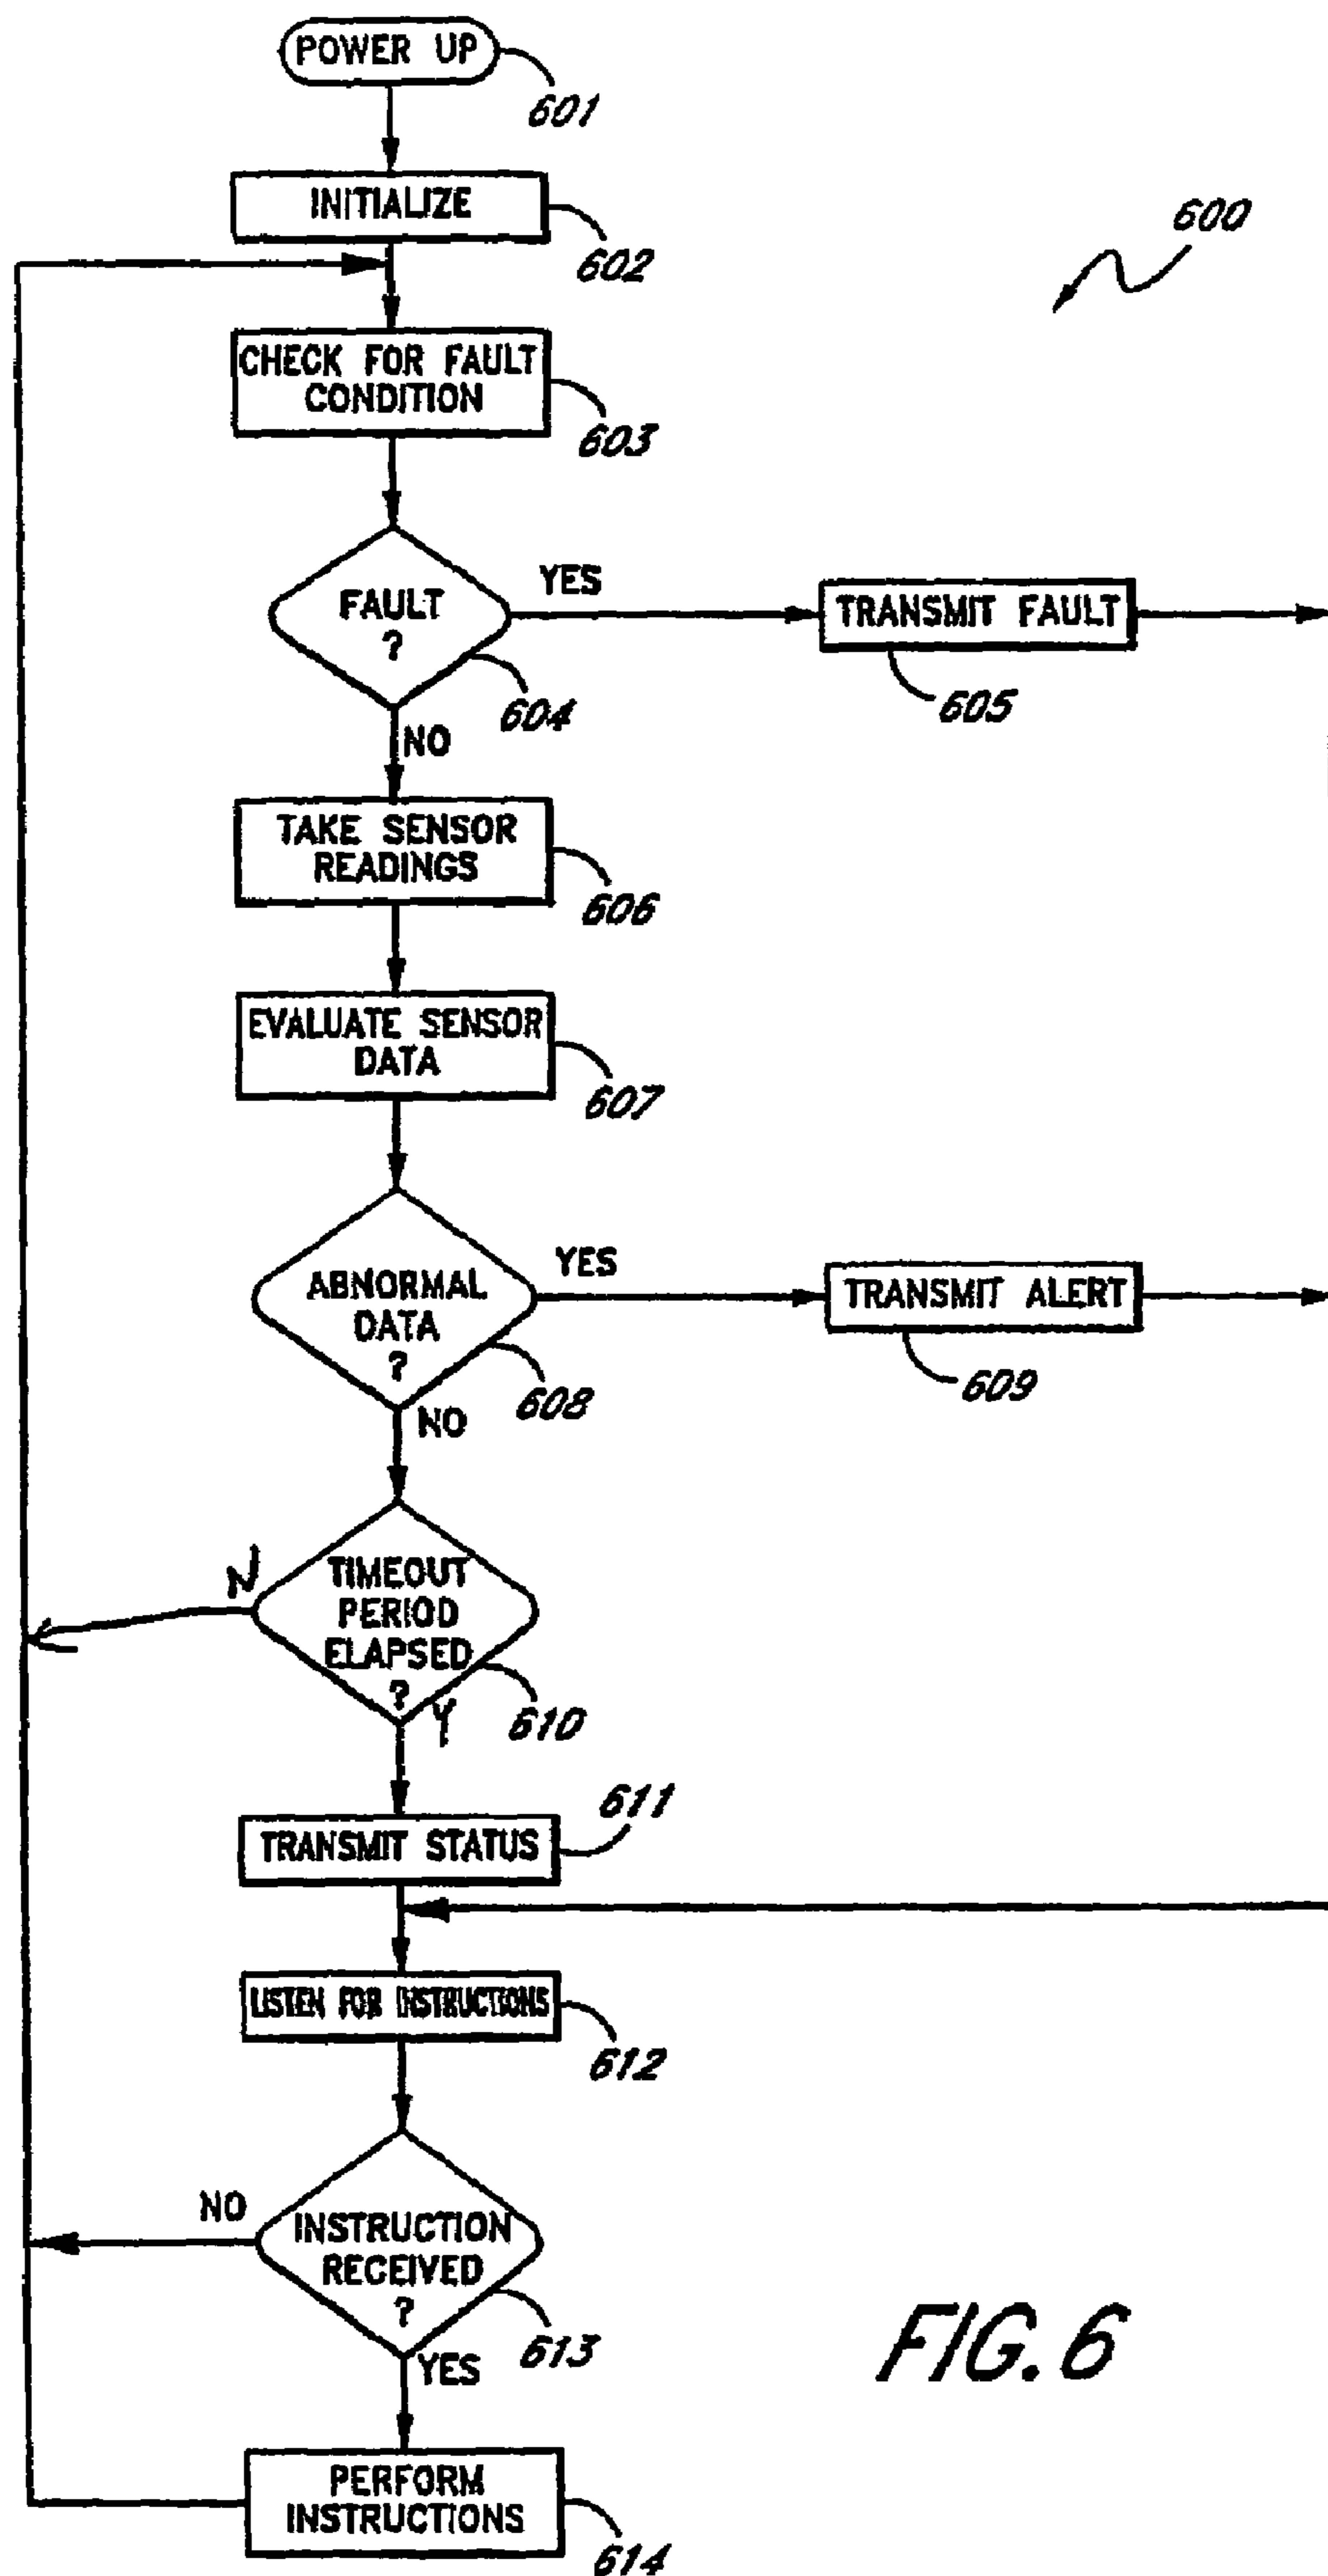 POWER UP
601
INITIALIZE
602
600
CHECK FOR FAULT
CONDITION
603
FAULT
?
YES
604
NO
TRANSMIT FAULT
605
TAKE SENSOR
READINGS
606
EVALUATE SENSOR
DATA
607
ABNORMAL
DATA
?
YES
608
NO
TRANSMIT ALERT
609
N
TIMEOUT
PERIOD
ELAPSED
?
Y
610
611
TRANSMIT STATUS
LISTEN FOR INSTRUCTIONS
612
NO
INSTRUCTION
RECEIVED
?
613
YES
PERFORM
INSTRUCTIONS
614
FIG. 6